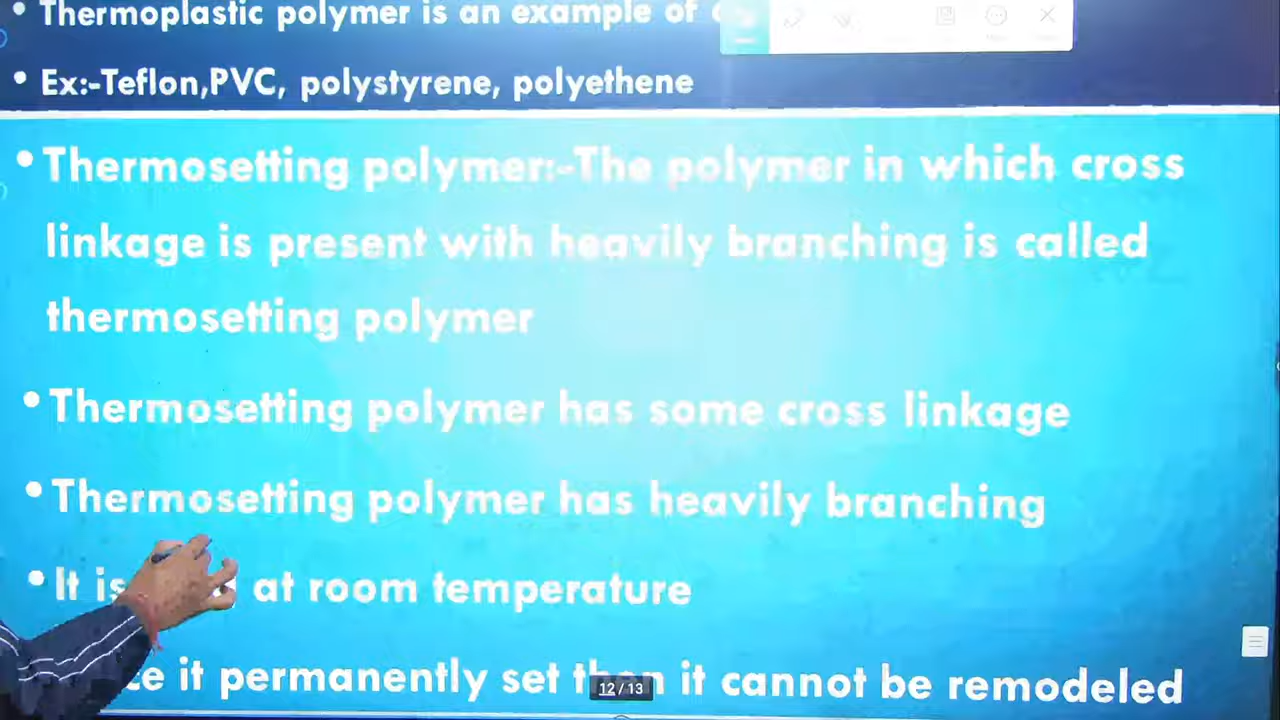 • Thermoplastic polymer is an example of
• Ex:-Teflon,PVC, polystyrene, polyethene
• Thermosetting polymer:-The polymer in which cross
linkage is present with heavily branching is called
thermosetting polymer
• Thermosetting polymer has some cross linkage
• Thermosetting polymer has heavily branching
• It is at room temperature
it permanently set it cannot be remodeled
12 / 13